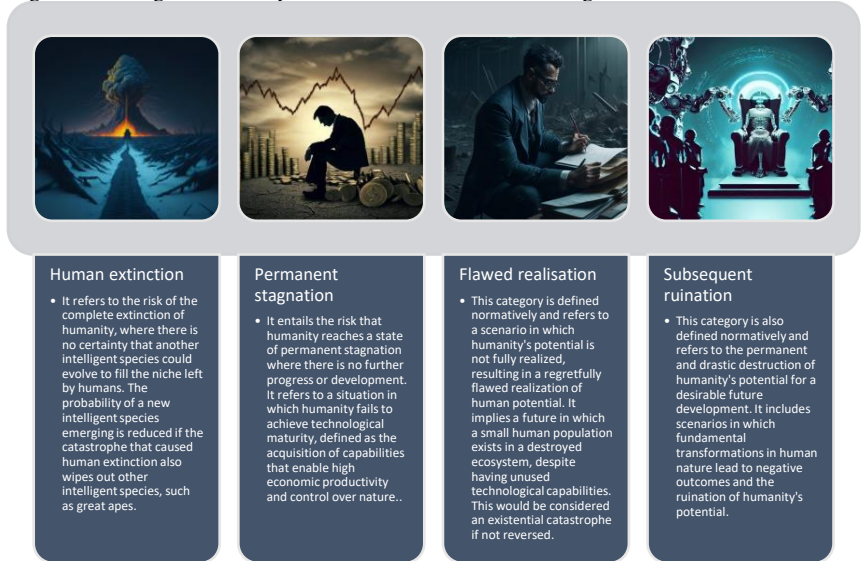 Human extinction
• It refers to the risk of the
complete extinction of
humanity, where there is
no certainty that another
intelligent species could
evolve to fill the niche left
by humans. The
probability of a new
intelligent species
emerging is reduced if the
catastrophe that caused
human extinction also
wipes out other
intelligent species, such
as great apes.
Permanent
stagnation
• It entails the risk that
humanity reaches a state
of permanent stagnation
where there is no further
progress or development.
It refers to a situation in
which humanity fails to
achieve technological
maturity, defined as the
acquisition of capabilities
that enable high
economic productivity
and control over nature..
Flawed realisation
• This category is defined
normatively and refers to
a scenario in which
humanity's potential is
not fully realized,
resulting in a regretfully
flawed realization of
human potential. It
implies a future in which
a small human population
exists in a destroyed
ecosystem, despite
having unused
technological capabilities.
This would be considered
an existential catastrophe
if not reversed.
Subsequent
ruination
• This category is also
defined normatively and
refers to the permanent
and drastic destruction of
humanity's potential for a
desirable future
development. It includes
scenarios in which
fundamental
transformations in human
nature lead to negative
outcomes and the
ruination of humanity's
potential.